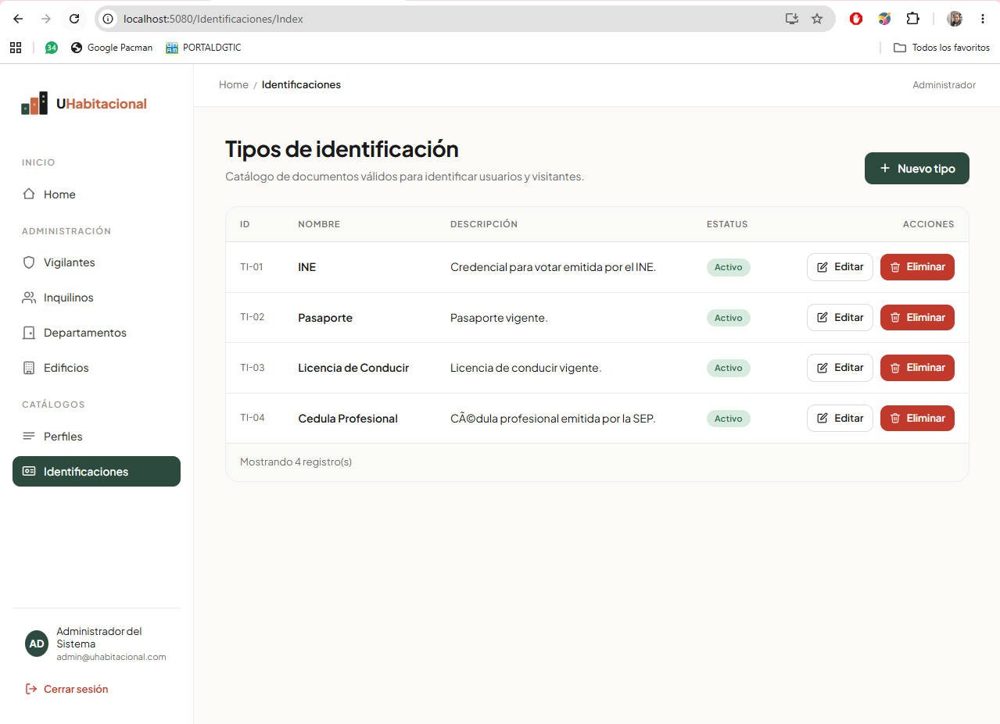 localhost:5080/Identificaciones/Index
34 Google Pacman PORTALDGTIC Todos los favoritos
UHabitacional
Home / Identificaciones Administrador
Tipos de identificación
Catálogo de documentos válidos para identificar usuarios y visitantes.
+ Nuevo tipo
INICIO
Home
ADMINISTRACIÓN
Vigilantes
Inquilinos
Departamentos
Edificios
CATÁLOGOS
Perfiles
Identificaciones
ID NOMBRE DESCRIPCIÓN ESTATUS ACCIONES
TI-01 INE Credencial para votar emitida por el INE. Activo Editar Eliminar
TI-02 Pasaporte Pasaporte vigente. Activo Editar Eliminar
TI-03 Licencia de Conducir Licencia de conducir vigente. Activo Editar Eliminar
TI-04 Cedula Profesional CÃ©dula profesional emitida por la SEP. Activo Editar Eliminar
Mostrando 4 registro(s)
AD
Administrador del
Sistema
admin@uhabitacional.com
Cerrar sesión